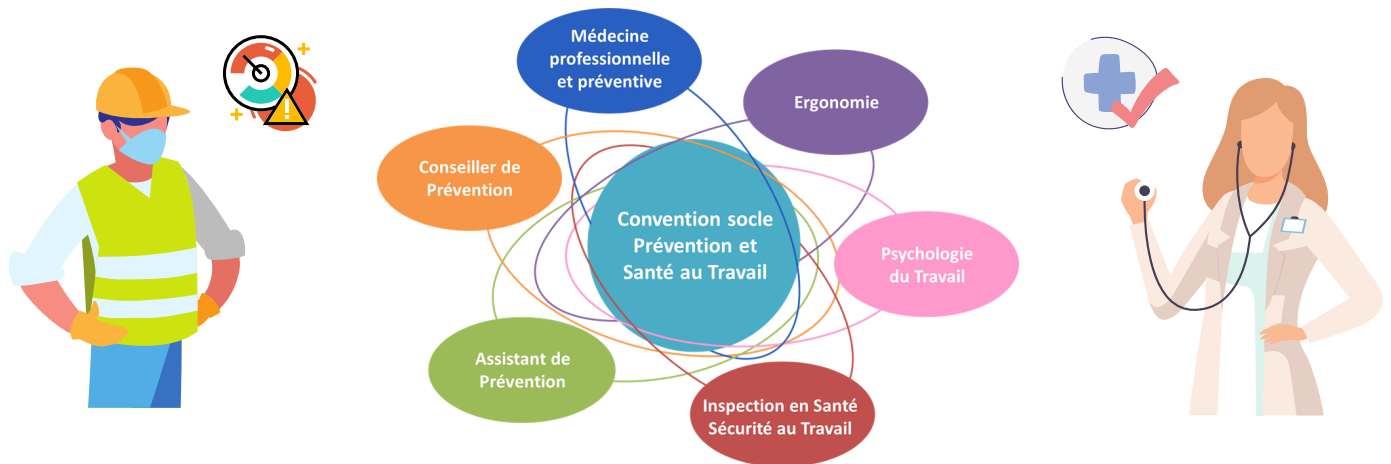 Médecine
professionnelle
et préventive
Ergonomie
Conseiller de
Prévention
Convention socle
Prévention et
Santé au Travail
Psychologie
du Travail
Assistant de
Prévention
Inspection en Santé
Sécurité au Travail